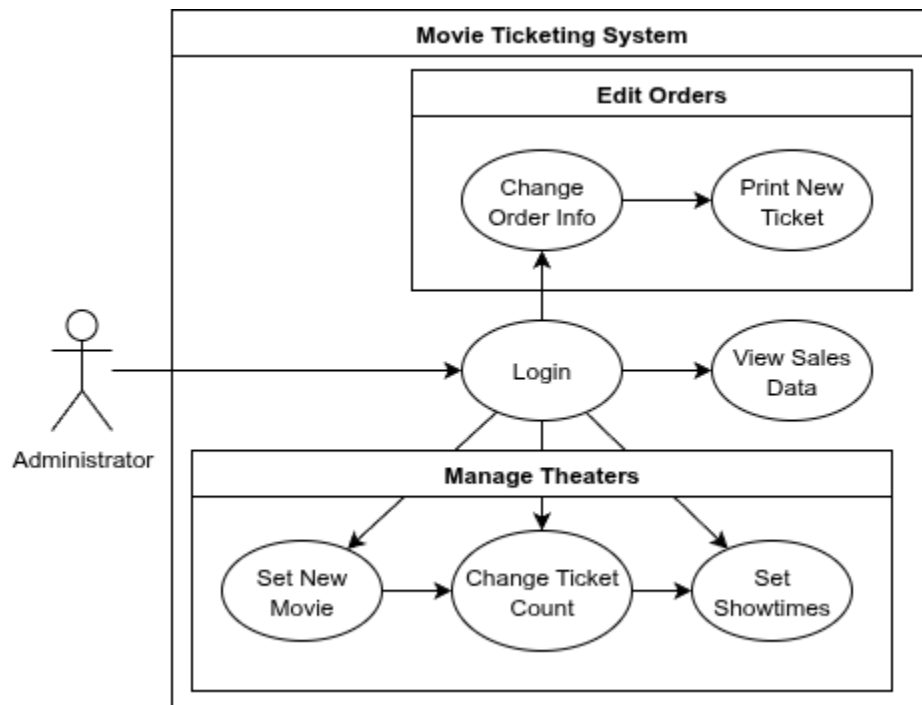 Movie Ticketing System
Edit Orders
Change
Order Info
Print New
Ticket
Login
View Sales
Data
Administrator
Manage Theaters
Set New
Movie
Change Ticket
Count
Set
Showtimes